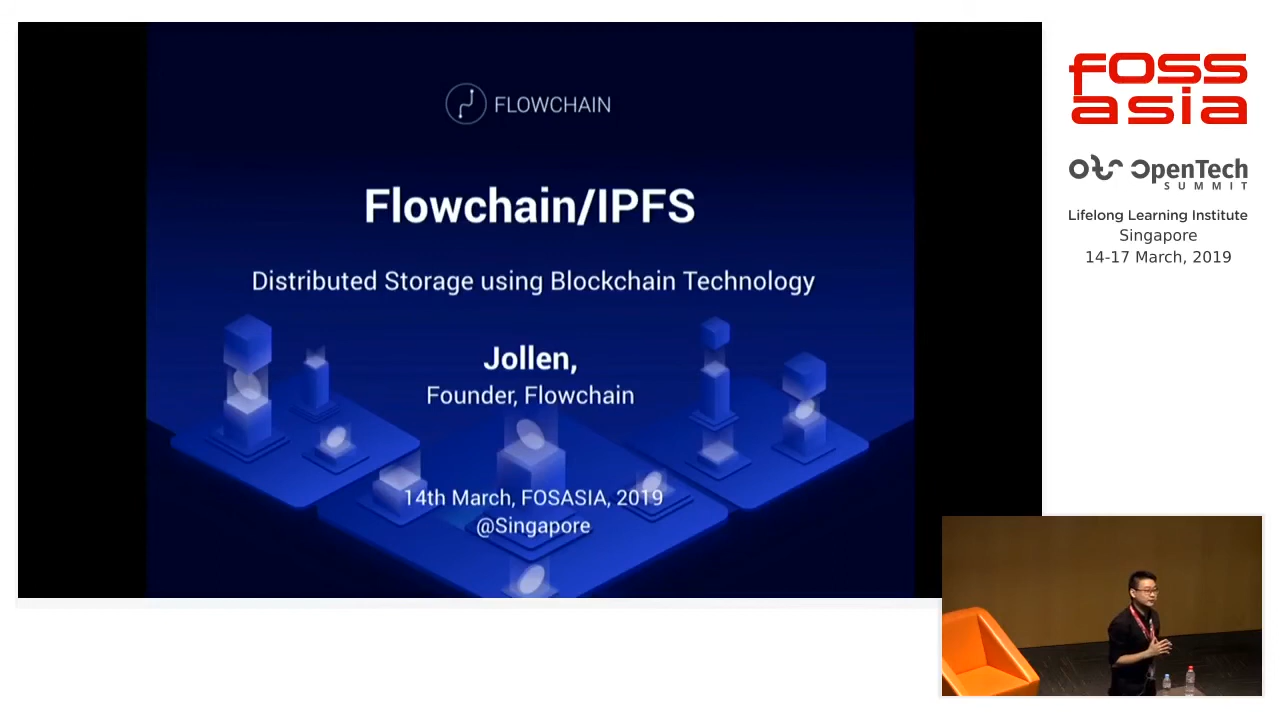 FLOWCHAIN
Flowchain/IPFS
Distributed Storage using Blockchain Technology
Jollen,
Founder, Flowchain
14th March, FOSASIA, 2019
@Singapore
fOSS
asia
OpenTech
SUMMIT
Lifelong Learning Institute
Singapore
14-17 March, 2019